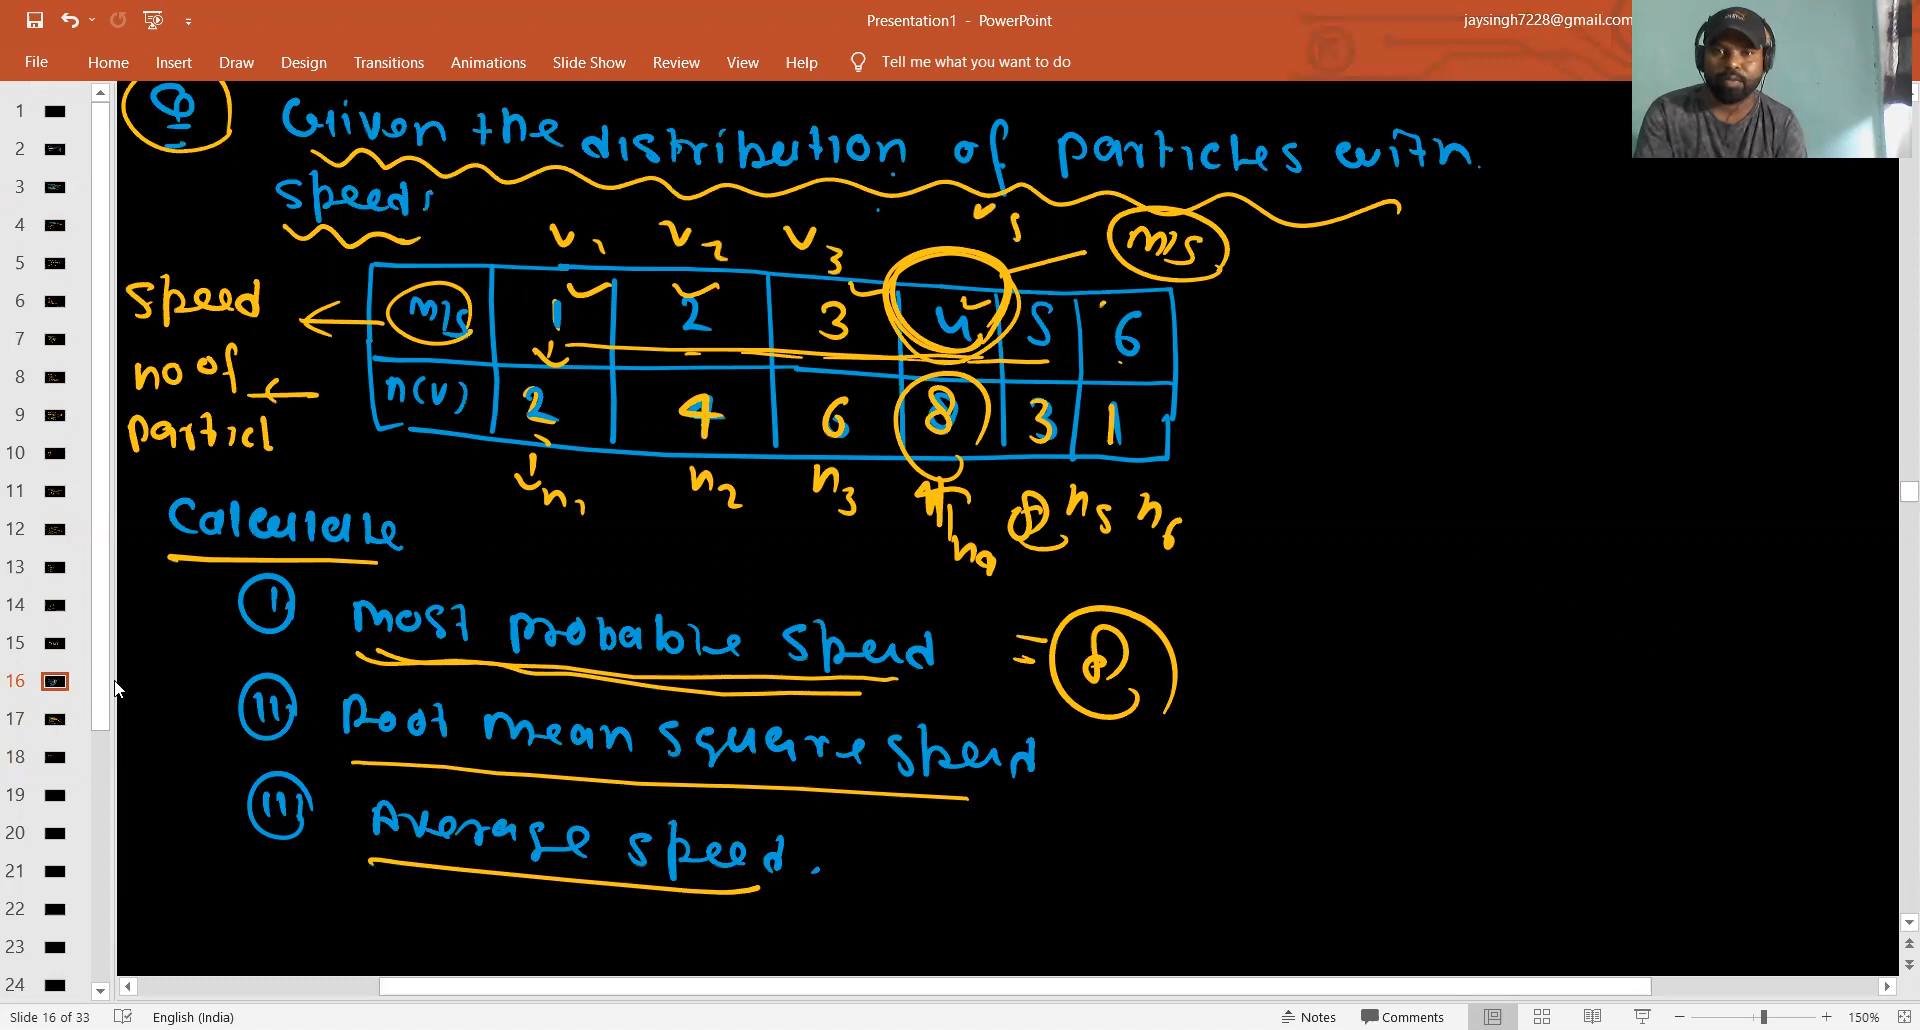 Presentation1 - PowerPoint
jaysingh7228@gmail.com
File Home Insert Draw Design Transitions Animations Slide Show Review View Help Tell me what you want to do
1
2
3
4
5
6
7
8
9
10
11
12
13
14
15
16
17
18
19
20
21
22
23
24
Q Given the distribution of particles with
speeds
v1 v2 v3 m/s
speed m/s 1 2 3 4 5 6
no of particl n(v) 2 4 6 8 3 1
n1 n2 n3 n5 n6
Calculate
I. Most probable speed =
II. Root mean square speed
III. Average speed.
Slide 16 of 33 English (India) Notes Comments 150%